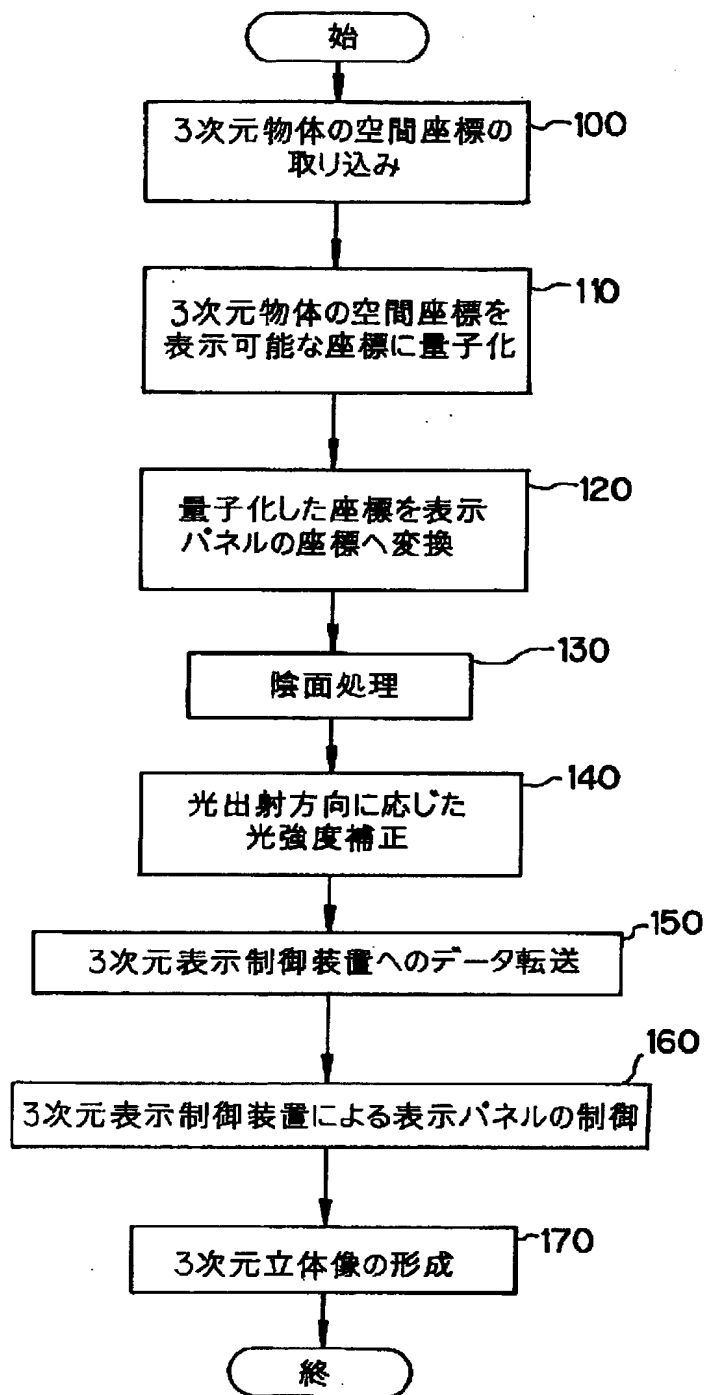 始
3次元物体の空間座標の
取り込み
100
3次元物体の空間座標を
表示可能な座標に量子化
110
量子化した座標を表示
パネルの座標へ変換
120
陰面処理
130
光出射方向に応じた
光強度補正
140
3次元表示制御装置へのデータ転送
150
3次元表示制御装置による表示パネルの制御
160
3次元立体像の形成
170
終